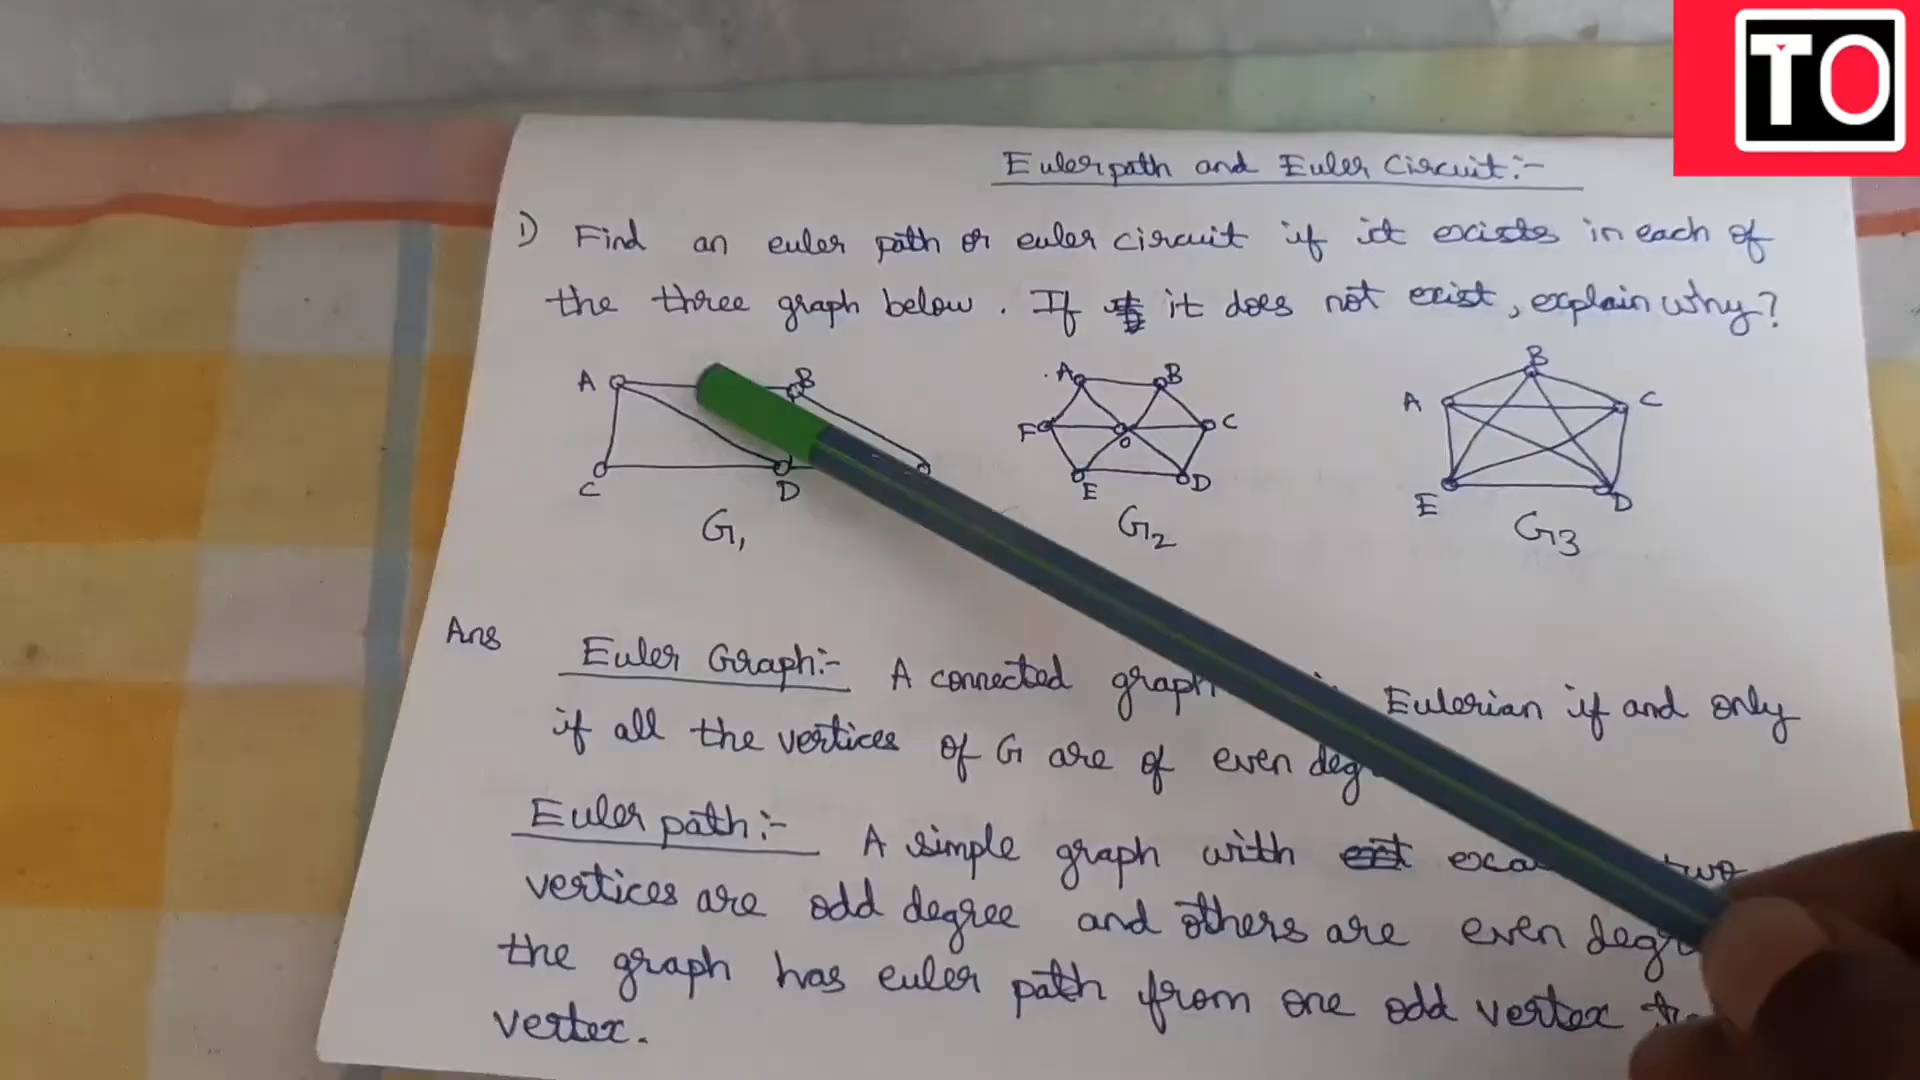 TO
Euler path and Euler Circuit:-
1) Find an euler path or euler circuit if it exists in each of
the three graph below. If it does not exist, explain why?
A B A B B
F C A C
O
C D E D E D
G1 G2 G3
Ans
Euler Graph:- A connected graph Eulerian if and only
if all the vertices of G are of even
Euler path:- A simple graph with two
vertices are odd degree and others are even
the graph has euler path from one odd vertex
vertex.